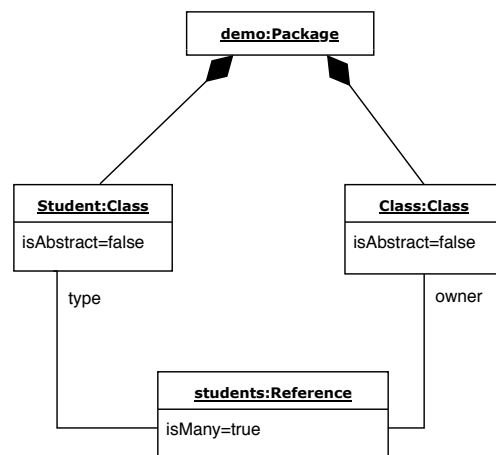 demo:Package
Student:Class
isAbstract=false
Class:Class
isAbstract=false
type
owner
students:Reference
isMany=true